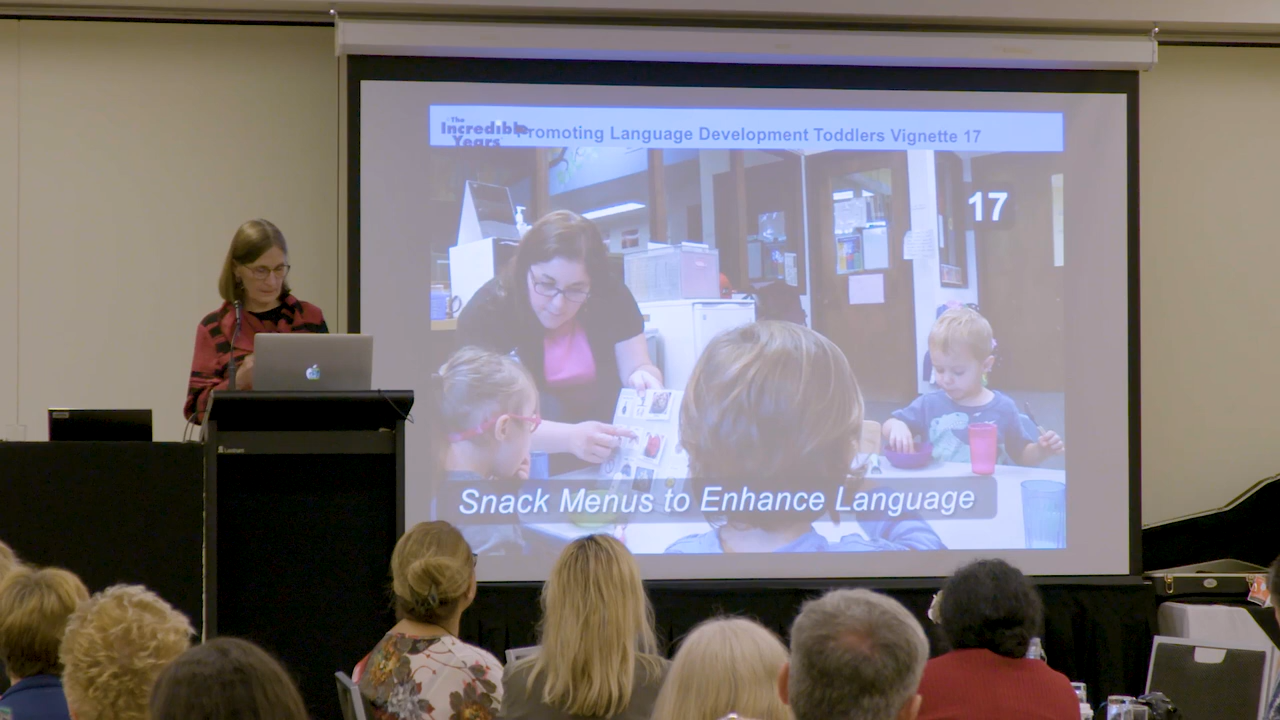 The
Incredible
Years
Promoting Language Development Toddlers Vignette 17
17
Snack Menus to Enhance Language